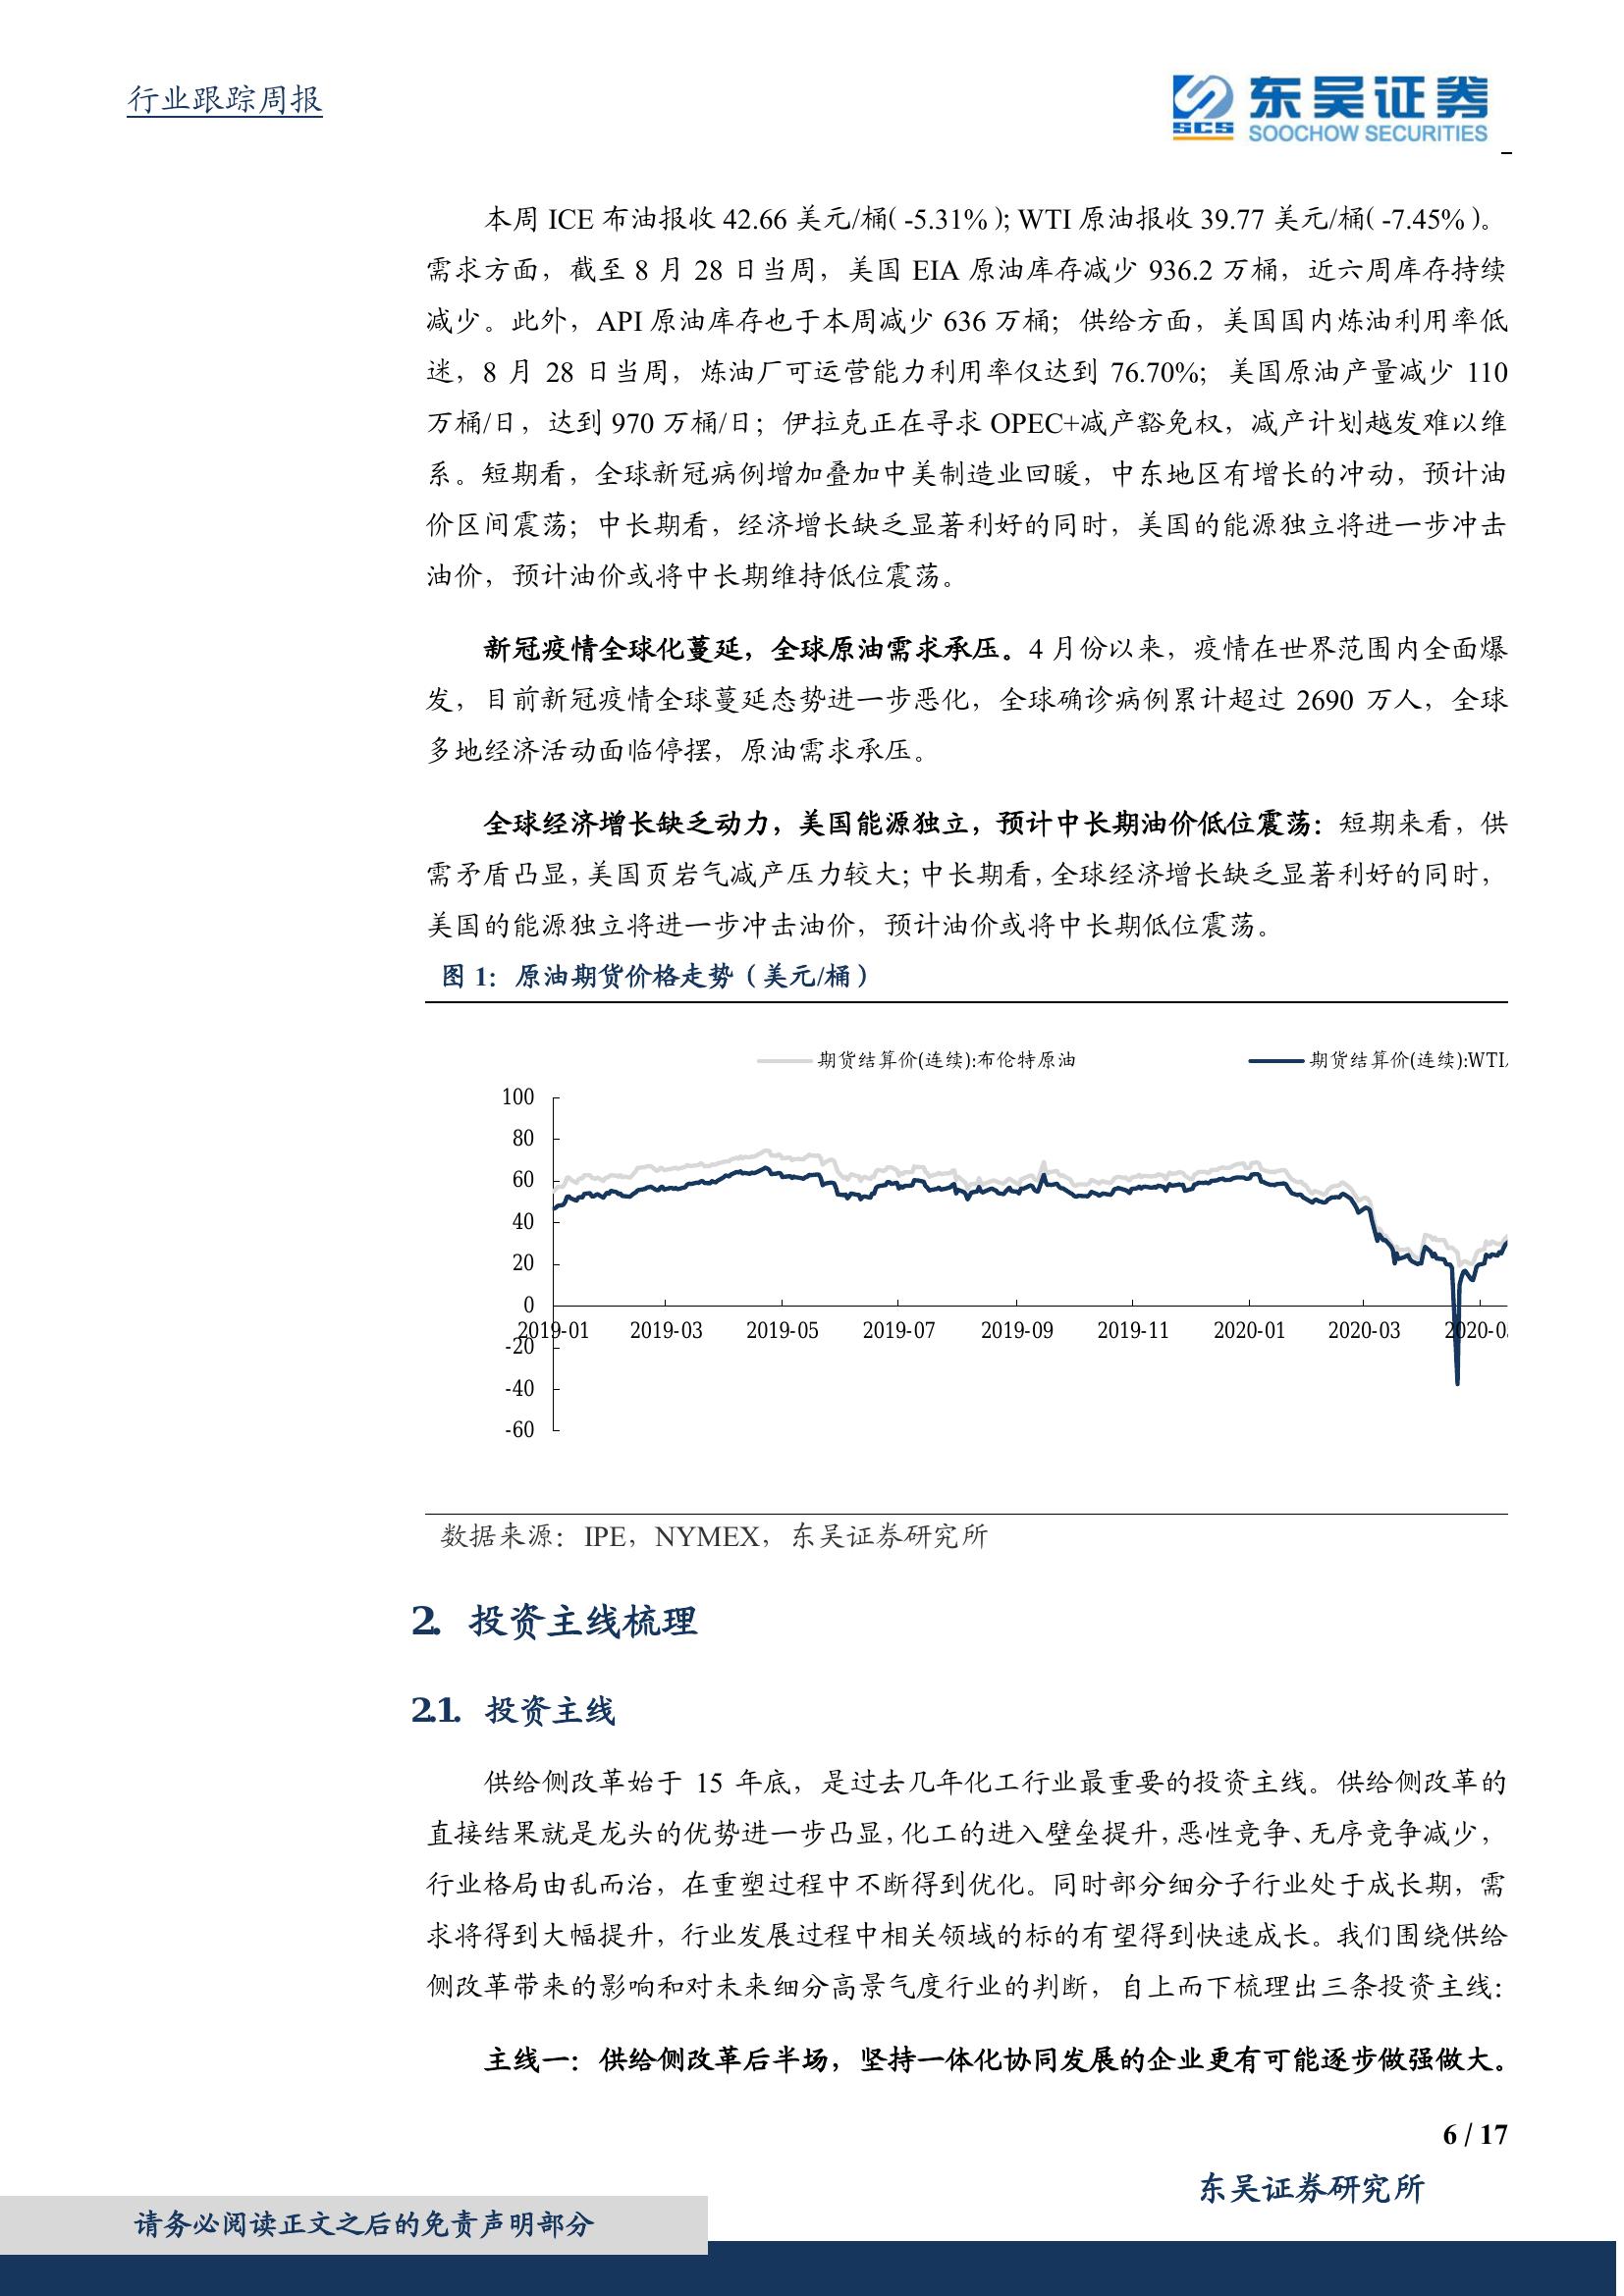 行业跟踪周报
东吴证券
SCS
SOOCHOW SECURITIES
本周 ICE 布油报收 42.66 美元/桶( -5.31% ); WTI 原油报收 39.77 美元/桶( -7.45% )。
需求方面，截至 8 月 28 日当周，美国 EIA 原油库存减少 936.2 万桶，近六周库存持续
减少。此外，API 原油库存也于本周减少 636 万桶；供给方面，美国国内炼油利用率低
迷，8 月 28 日当周，炼油厂可运营能力利用率仅达到 76.70%；美国原油产量减少 110
万桶/日，达到 970 万桶/日；伊拉克正在寻求 OPEC+减产豁免权，减产计划越发难以维
系。短期看，全球新冠病例增加叠加中美制造业回暖，中东地区有增长的冲动，预计油
价区间震荡；中长期看，经济增长缺乏显著利好的同时，美国的能源独立将进一步冲击
油价，预计油价或将中长期维持低位震荡。
新冠疫情全球化蔓延，全球原油需求承压。4 月份以来，疫情在世界范围内全面爆
发，目前新冠疫情全球蔓延态势进一步恶化，全球确诊病例累计超过 2690 万人，全球
多地经济活动面临停摆，原油需求承压。
全球经济增长缺乏动力，美国能源独立，预计中长期油价低位震荡：短期来看，供
需矛盾凸显，美国页岩气减产压力较大；中长期看，全球经济增长缺乏显著利好的同时，
美国的能源独立将进一步冲击油价，预计油价或将中长期低位震荡。
图 1：原油期货价格走势（美元/桶）
期货结算价(连续):布伦特原油 期货结算价(连续):WTI
100
80
60
40
20
0
2019-01 2019-03 2019-05 2019-07 2019-09 2019-11 2020-01 2020-03 2020-0
-20
-40
-60
数据来源：IPE，NYMEX，东吴证券研究所
2. 投资主线梳理
2.1. 投资主线
供给侧改革始于 15 年底，是过去几年化工行业最重要的投资主线。供给侧改革的
直接结果就是龙头的优势进一步凸显，化工的进入壁垒提升，恶性竞争、无序竞争减少，
行业格局由乱而治，在重塑过程中不断得到优化。同时部分细分子行业处于成长期，需
求将得到大幅提升，行业发展过程中相关领域的标的有望得到快速成长。我们围绕供给
侧改革带来的影响和对未来细分高景气度行业的判断，自上而下梳理出三条投资主线：
主线一：供给侧改革后半场，坚持一体化协同发展的企业更有可能逐步做强做大。
6 / 17
东吴证券研究所
请务必阅读正文之后的免责声明部分